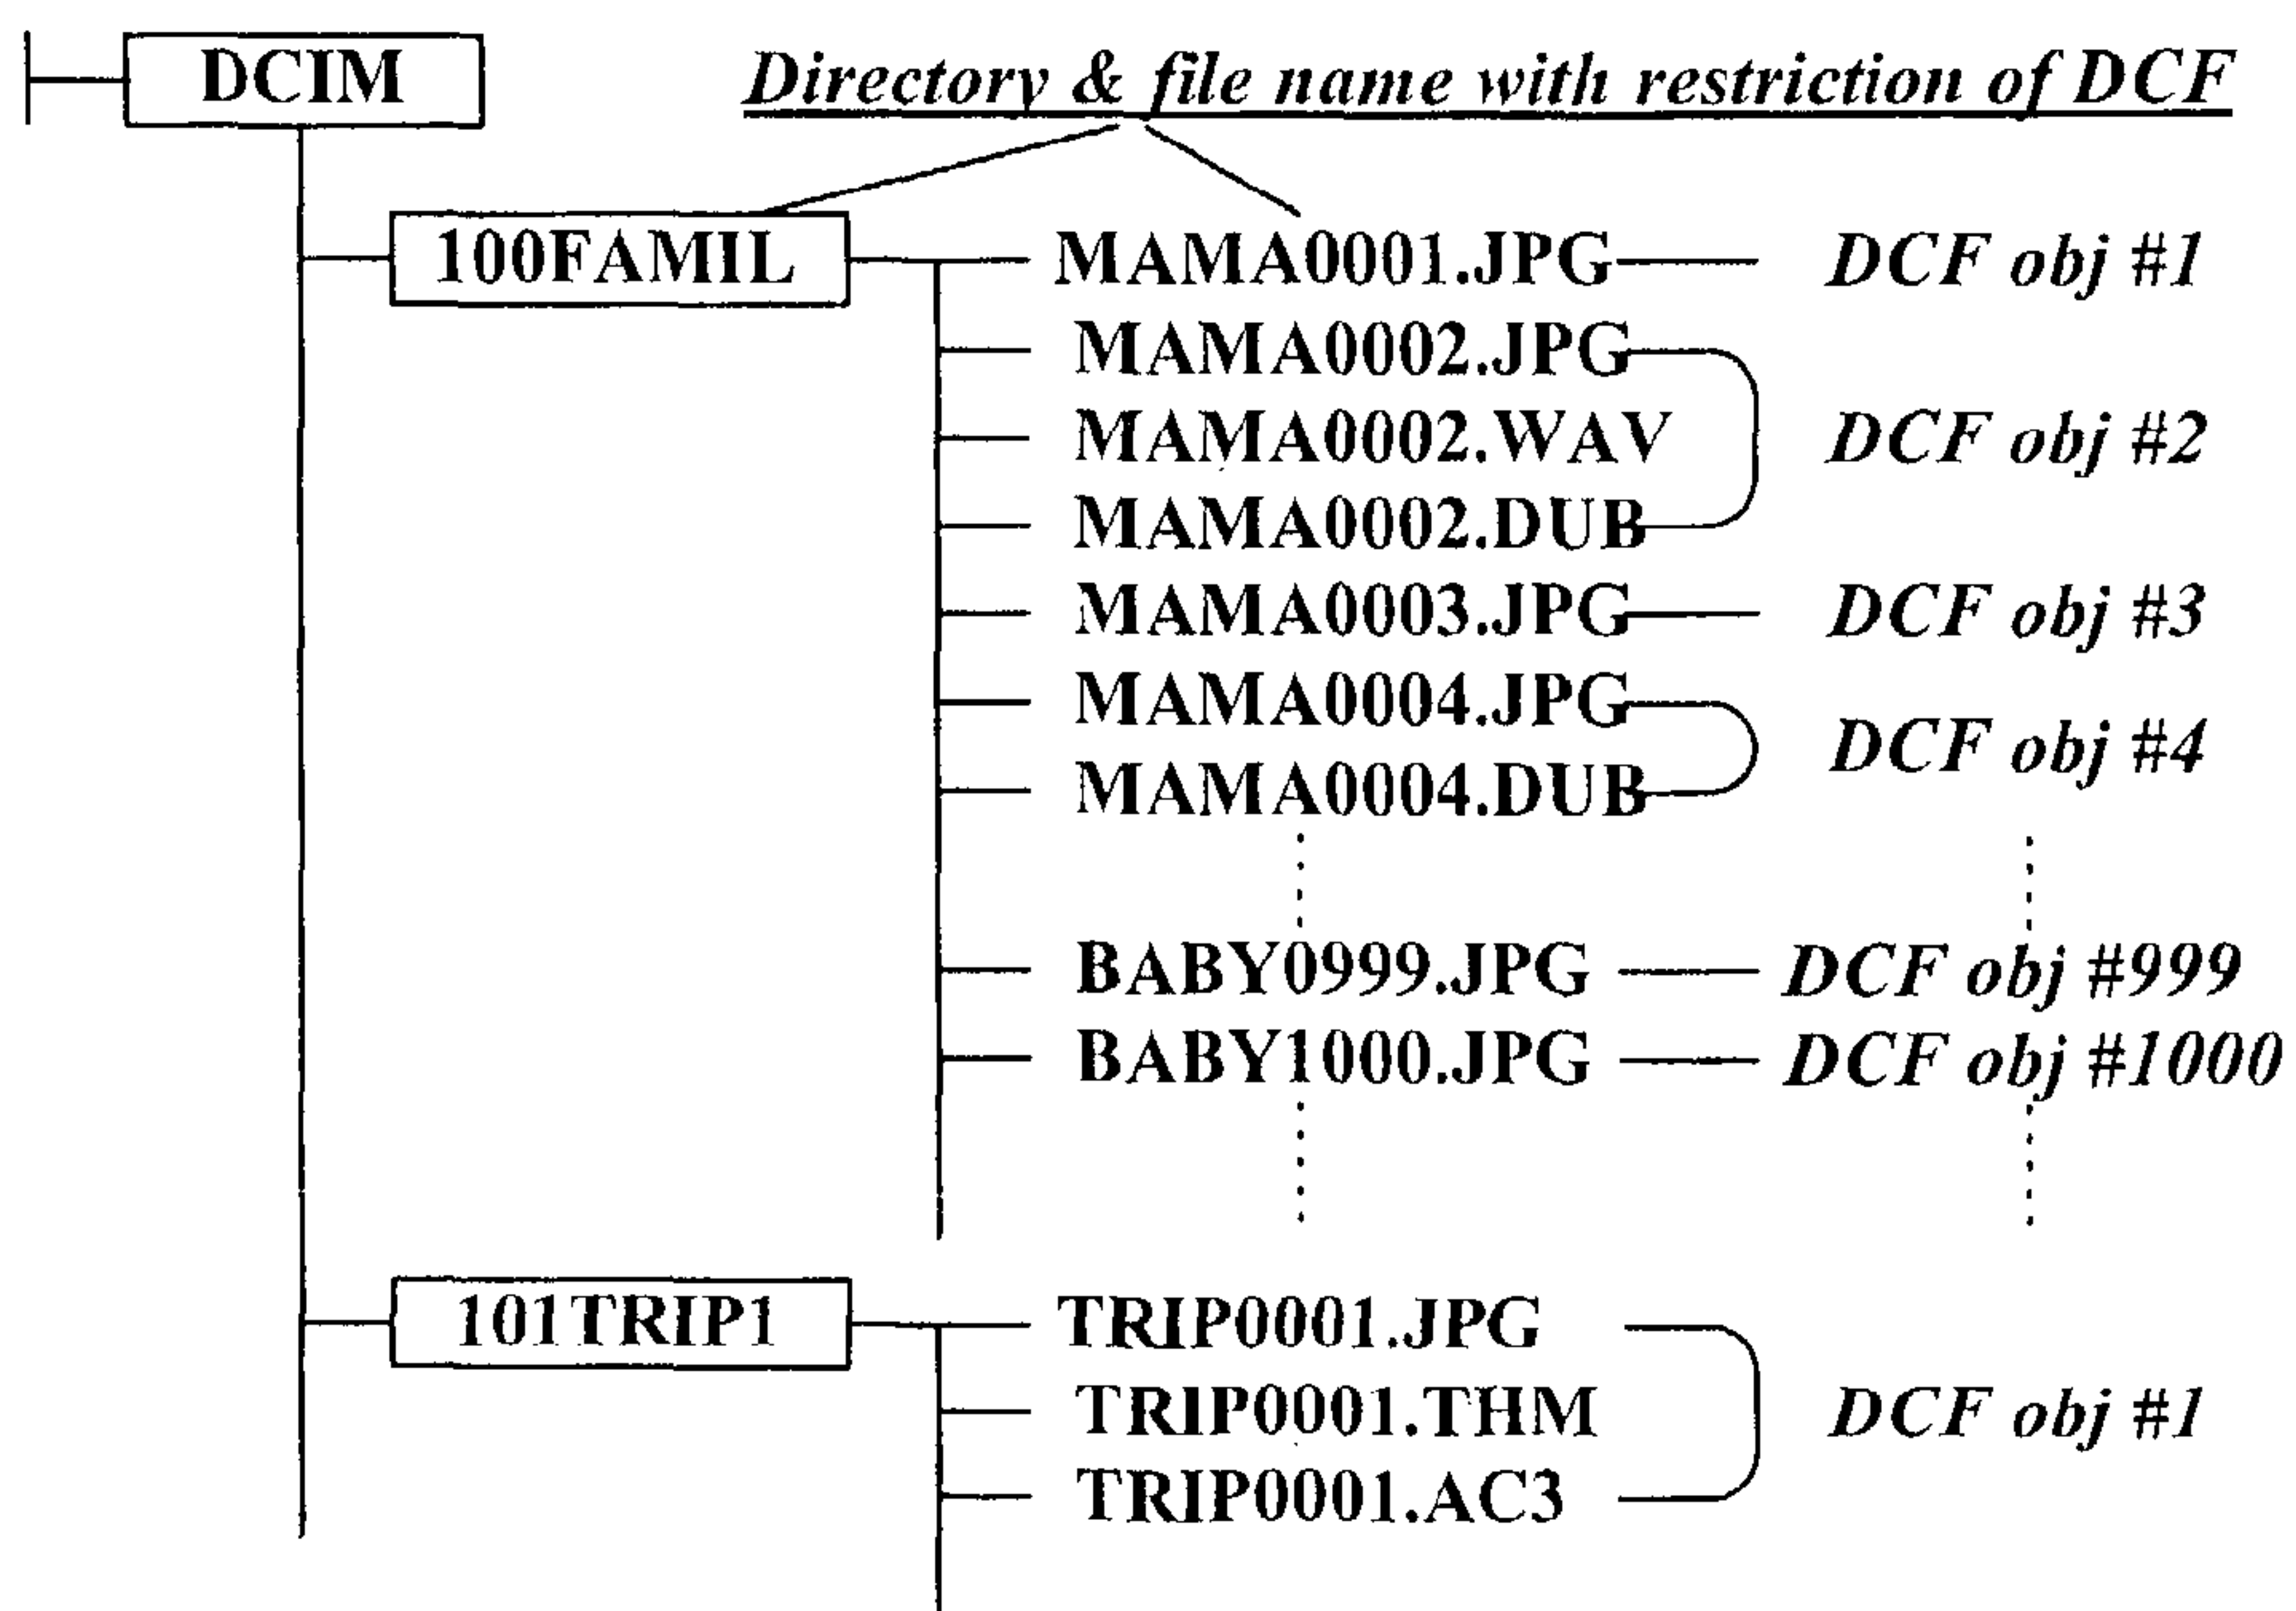 DCIM
Directory & file name with restriction of DCF
100FAMIL
MAMA0001.JPG DCF obj #1
MAMA0002.JPG
MAMA0002.WAV DCF obj #2
MAMA0002.DUB
MAMA0003.JPG DCF obj #3
MAMA0004.JPG
DCF obj #4
MAMA0004.DUB
BABY0999.JPG DCF obj #999
BABY1000.JPG DCF obj #1000
101TRIP1
TRIP0001.JPG
TRIP0001.THM DCF obj #1
TRIP0001.AC3